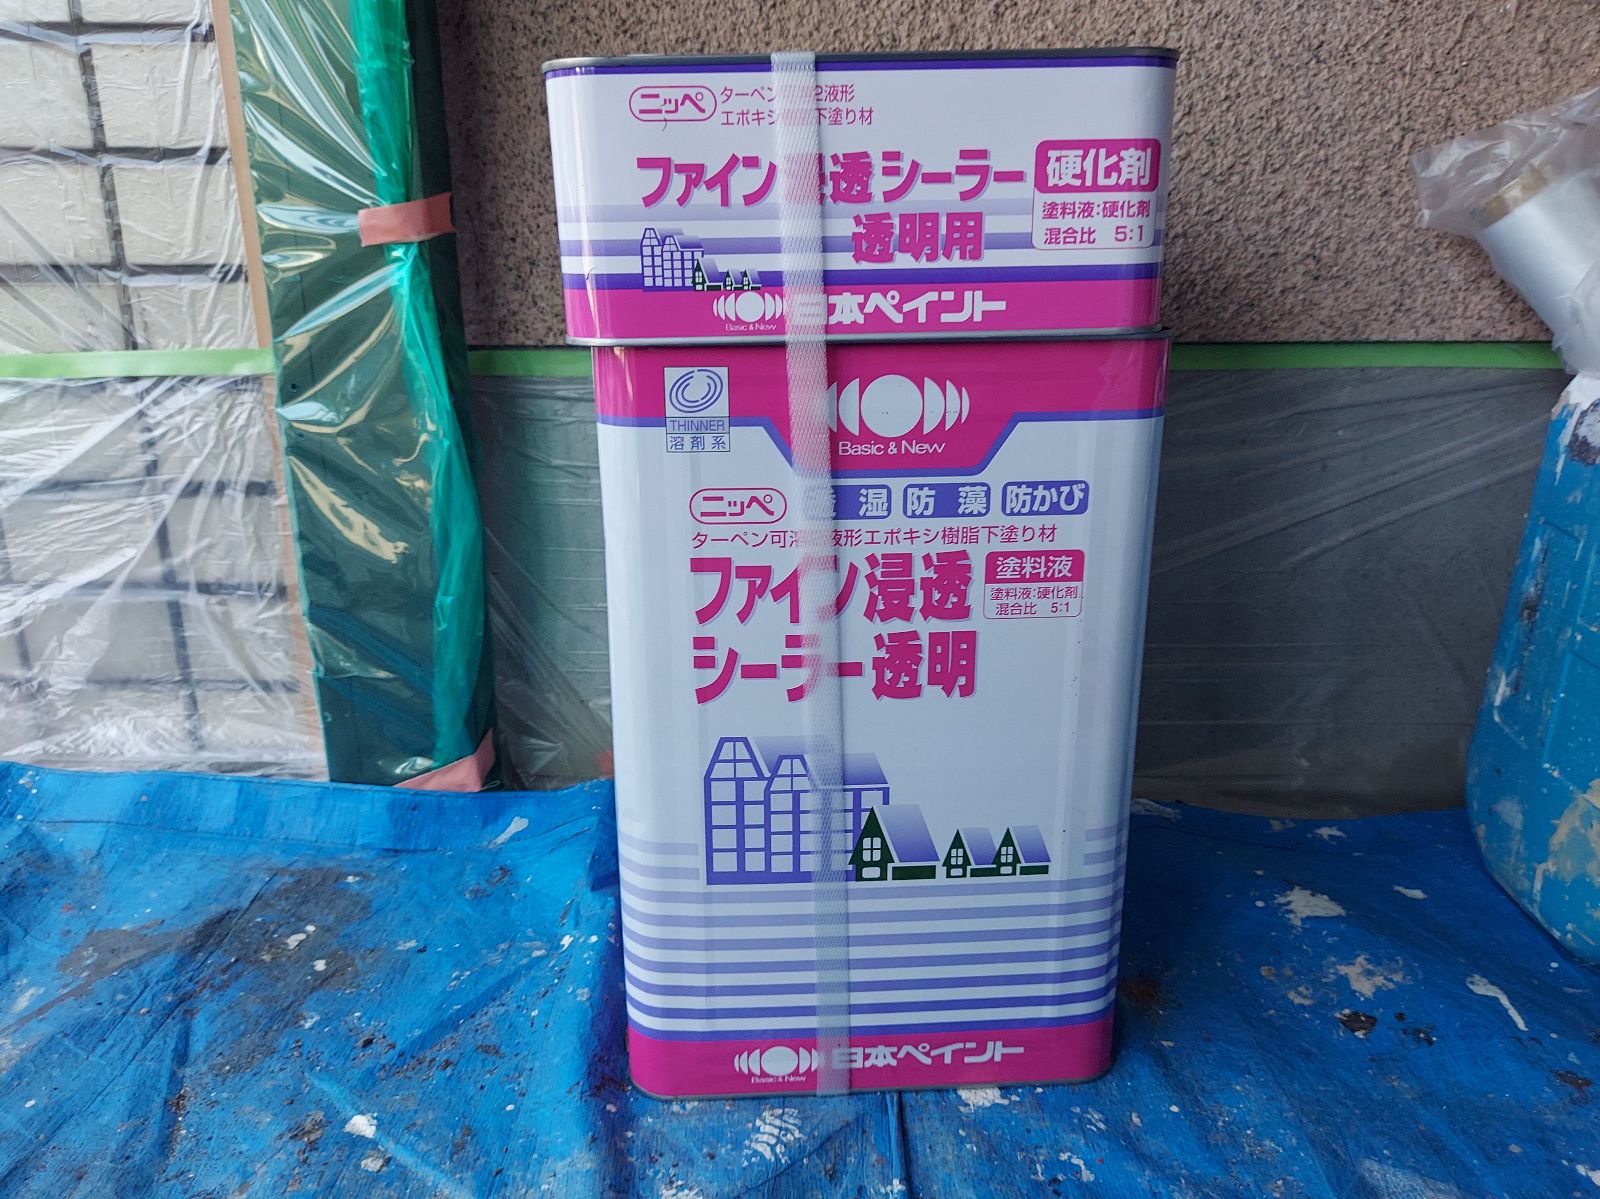 ニッペ
ターペン 2液形
エポキシ 下塗り材
ファイン浸透シーラー
透明用
硬化剤
塗料液:硬化剤
混合比 5:1
Basic & New
日本ペイント
THINNER
溶剤系
Basic & New
ニッペ
湿 防藻 防かび
ターペン可 液形エポキシ樹脂下塗り材
ファイン浸透
シーラー透明
塗料液
塗料液:硬化剤
混合比 5:1
Basic & New
日本ペイント